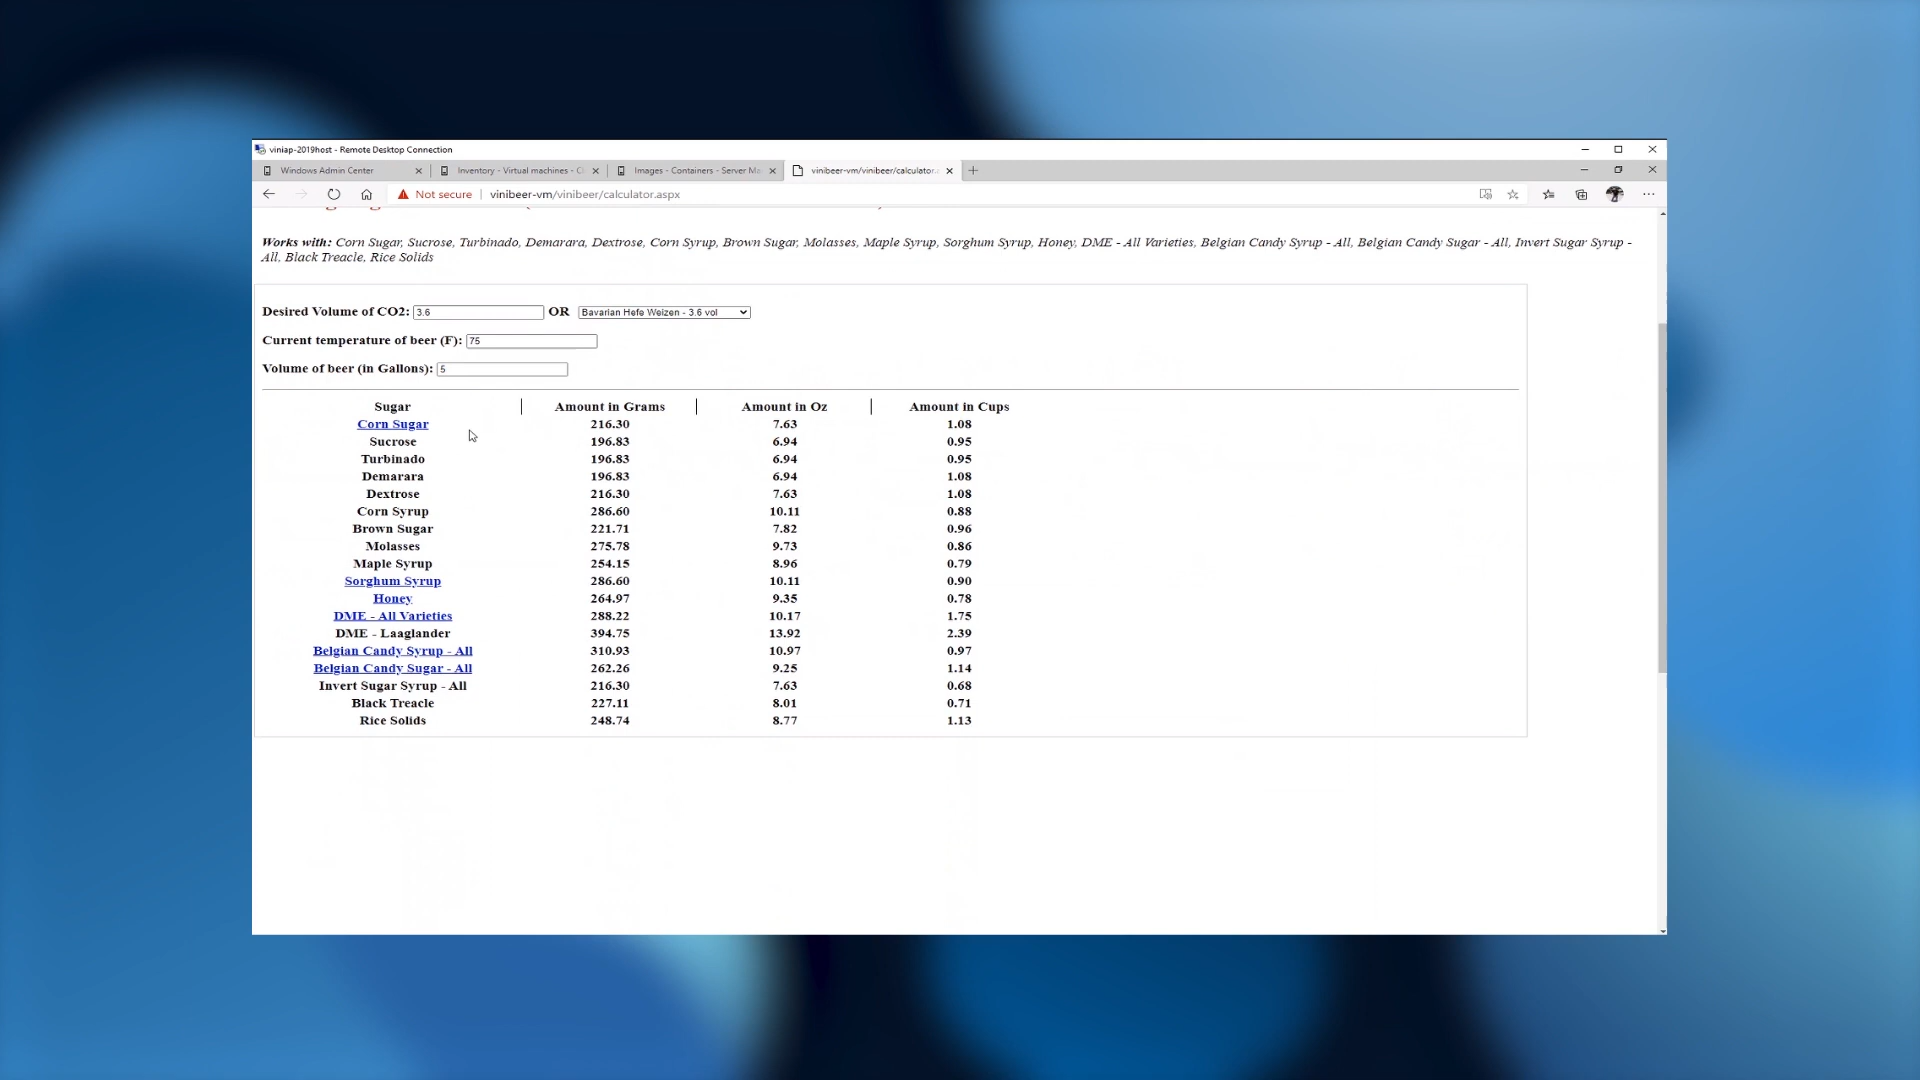 viniap-2019host - Remote Desktop Connection
Windows Admin Center
Inventory - Virtual machines - Cl
Images - Containers - Server Ma
vinibeer-vm/vinibeer/calculator.
Not secure | vinibeer-vm/vinibeer/calculator.aspx
Works with: Corn Sugar, Sucrose, Turbinado, Demarara, Dextrose, Corn Syrup, Brown Sugar, Molasses, Maple Syrup, Sorghum Syrup, Honey, DME - All Varieties, Belgian Candy Syrup - All, Belgian Candy Sugar - All, Invert Sugar Syrup -
All, Black Treacle, Rice Solids
Desired Volume of CO2: 3.6 OR Bavarian Hefe Weizen - 3.6 vol
Current temperature of beer (F): 75
Volume of beer (in Gallons): 5
Sugar Amount in Grams Amount in Oz Amount in Cups
Corn Sugar 216.30 7.63 1.08
Sucrose 196.83 6.94 0.95
Turbinado 196.83 6.94 0.95
Demarara 196.83 6.94 1.08
Dextrose 216.30 7.63 1.08
Corn Syrup 286.60 10.11 0.88
Brown Sugar 221.71 7.82 0.96
Molasses 275.78 9.73 0.86
Maple Syrup 254.15 8.96 0.79
Sorghum Syrup 286.60 10.11 0.90
Honey 264.97 9.35 0.78
DME - All Varieties 288.22 10.17 1.75
DME - Laaglander 394.75 13.92 2.39
Belgian Candy Syrup - All 310.93 10.97 0.97
Belgian Candy Sugar - All 262.26 9.25 1.14
Invert Sugar Syrup - All 216.30 7.63 0.68
Black Treacle 227.11 8.01 0.71
Rice Solids 248.74 8.77 1.13